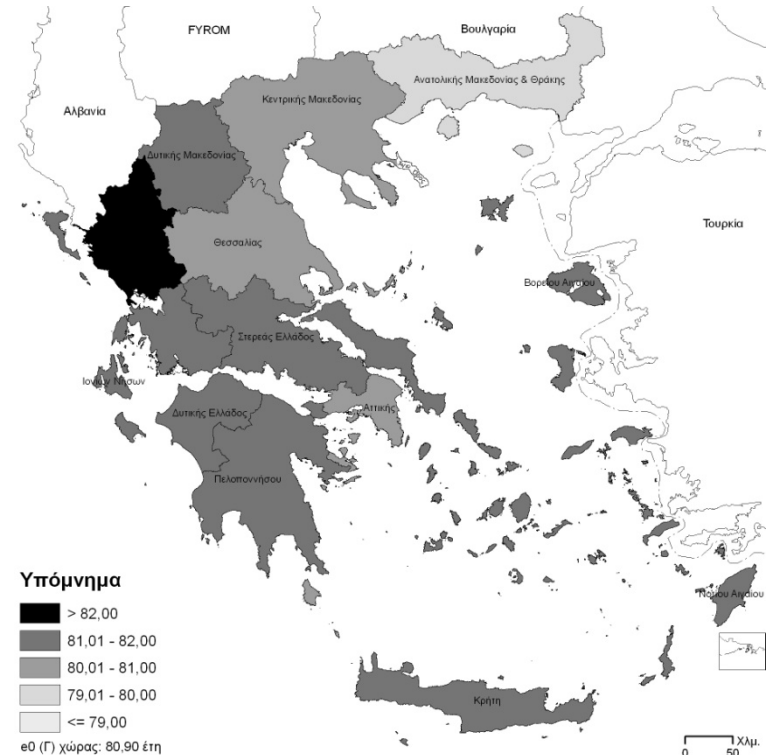 FYROM
Βουλγαρία
Ανατολικής Μακεδονίας & Θράκης
Κεντρικής Μακεδονίας
Αλβανία
Δυτικής Μακεδονίας
Τουρκία
Θεσσαλίας
Βορείου Αιγαίου
Στερεάς Ελλάδος
Ιονίων Νήσων
Αττικής
Δυτικής Ελλάδος
Πελοποννήσου
Νοτίου Αιγαίου
Κρήτη
Υπόμνημα
> 82,00
81,01 - 82,00
80,01 - 81,00
79,01 - 80,00
<= 79,00
e0 (Γ) χώρας: 80,90 έτη
Χλμ.
0 50